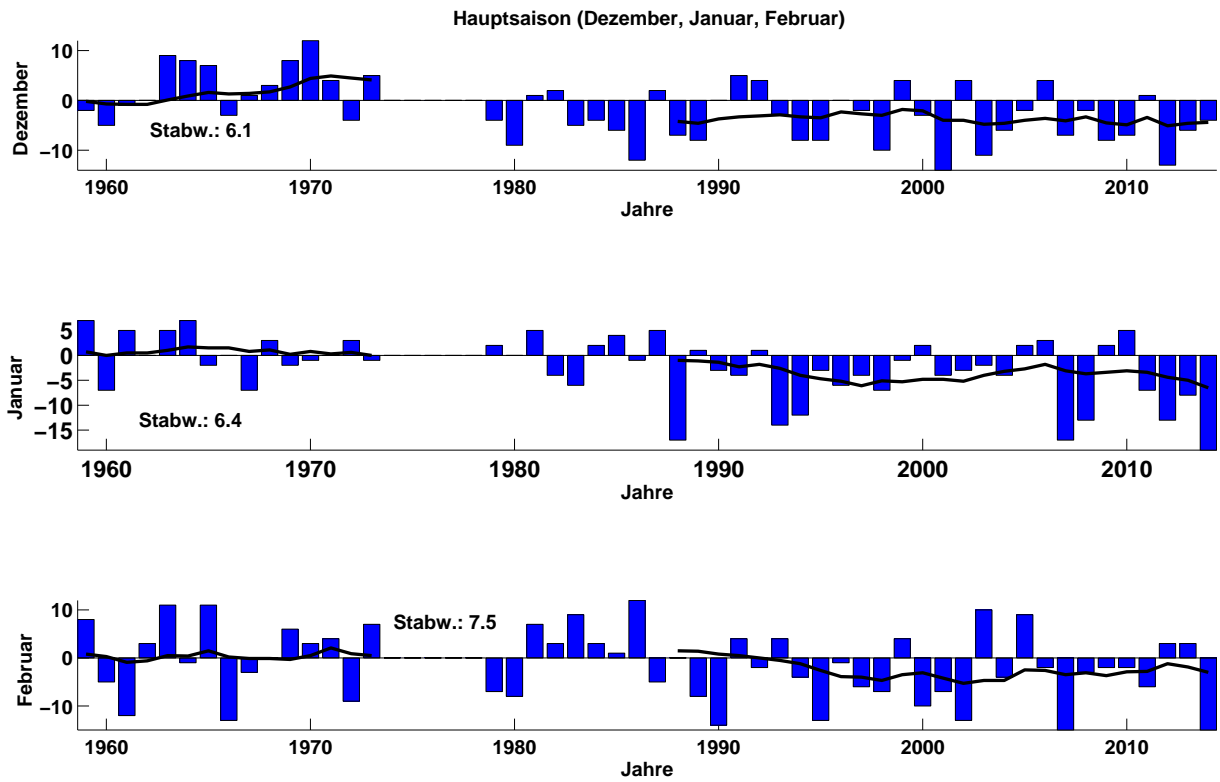 Hauptsaison (Dezember, Januar, Februar)
10
0
−10
Dezember
Stabw.: 6.1
1960 1970 1980 1990 2000 2010
Jahre
5
0
−5
−10
−15
Januar
Stabw.: 6.4
1960 1970 1980 1990 2000 2010
Jahre
10
0
−10
Februar
Stabw.: 7.5
1960 1970 1980 1990 2000 2010
Jahre